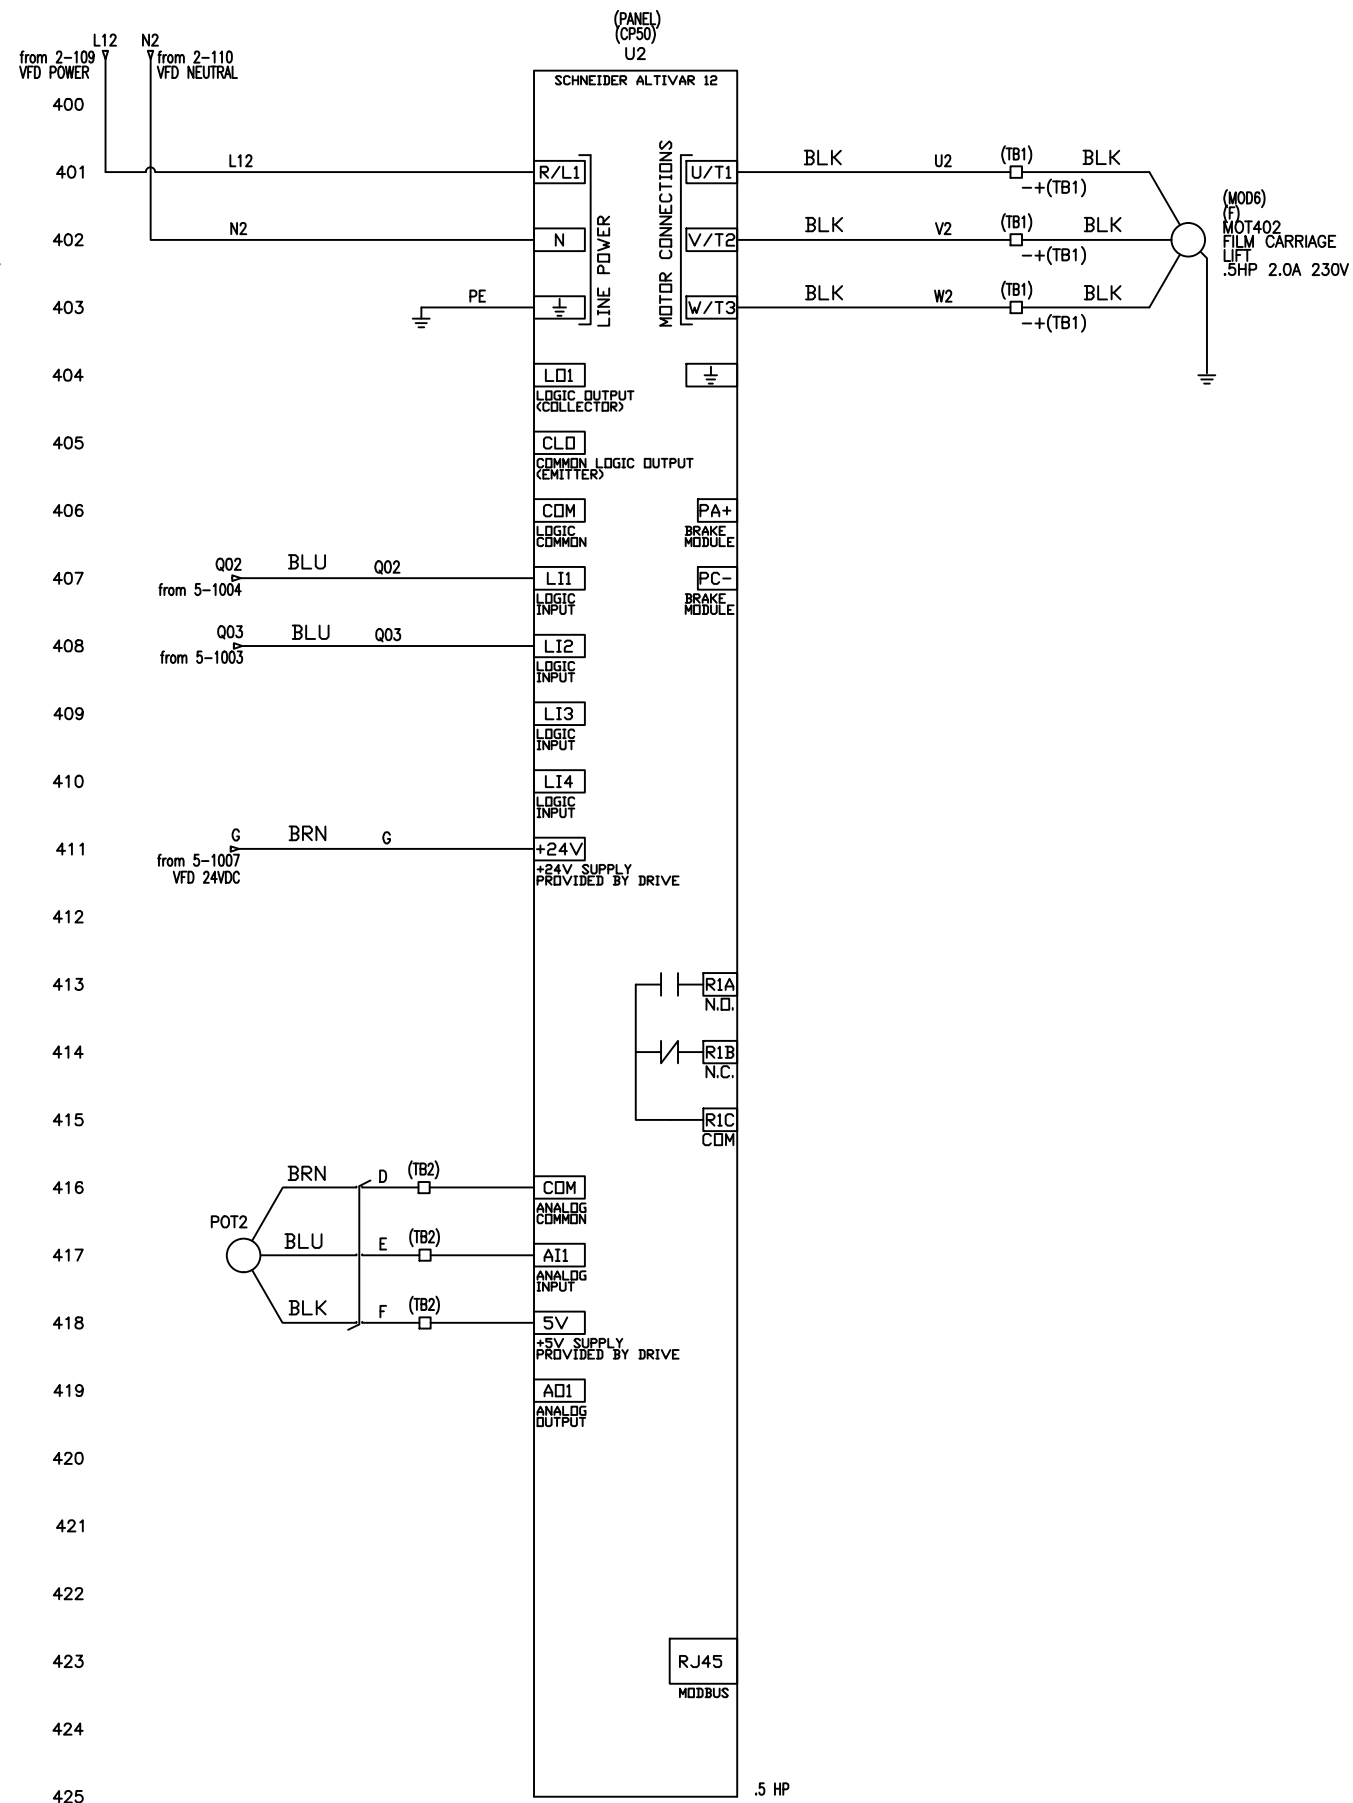 (PANEL)
(CP50)
U2
L12 N2
from 2-109 from 2-110
VFD POWER VFD NEUTRAL
SCHNEIDER ALTIVAR 12
400
401 L12 R/L1 U/T1 BLK U2 (TB1) BLK
-+(TB1)
402 N2 N V/T2 BLK V2 (TB1) BLK
-+(TB1)
403 PE W/T3 BLK W2 (TB1) BLK
-+(TB1)
LINE POWER
MOTOR CONNECTIONS
(MOD6)
(F)
MOT402
FILM CARRIAGE
LIFT
.5HP 2.0A 230V
404 LO1
LOGIC OUTPUT
(COLLECTOR)
405 CLO
COMMON LOGIC OUTPUT
(EMITTER)
406 COM PA+
LOGIC BRAKE
COMMON MODULE
Q02 BLU Q02
407 LI1 PC-
from 5-1004
LOGIC BRAKE
INPUT MODULE
Q03 BLU Q03
408 LI2
from 5-1003
LOGIC
INPUT
409 LI3
LOGIC
INPUT
410 LI4
LOGIC
INPUT
G BRN G
411 +24V
from 5-1007
VFD 24VDC
+24V SUPPLY
PROVIDED BY DRIVE
412
413 R1A
N.O.
414 R1B
N.C.
415 R1C
COM
BRN D (TB2)
416 COM
ANALOG
COMMON
POT2
BLU E (TB2)
417 AI1
ANALOG
INPUT
BLK F (TB2)
418 5V
+5V SUPPLY
PROVIDED BY DRIVE
419 AO1
ANALOG
OUTPUT
420
421
422
423 RJ45
MODBUS
424
425 .5 HP